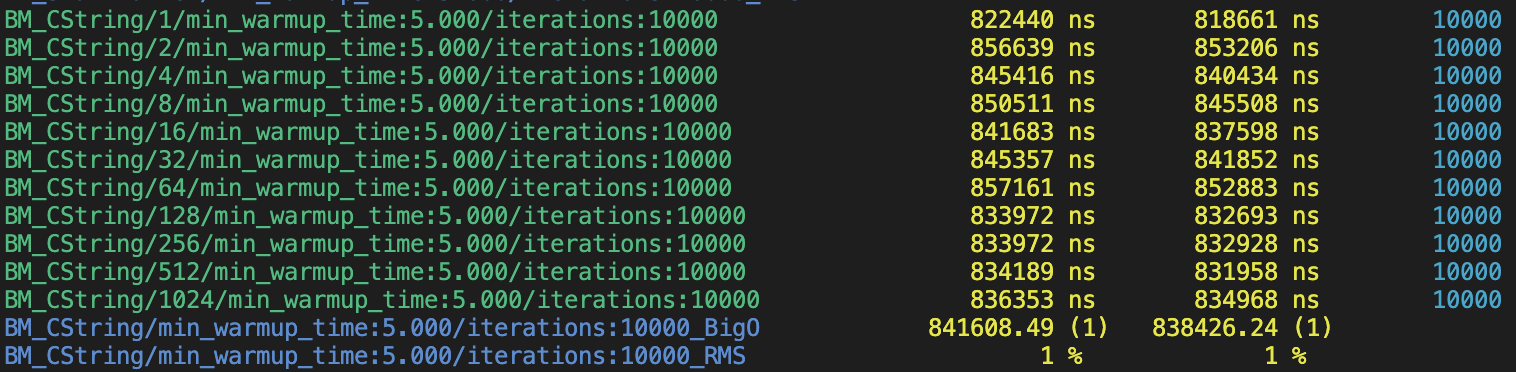 BM_CString/1/min_warmup_time:5.000/iterations:10000 822440 ns 818661 ns 10000
BM_CString/2/min_warmup_time:5.000/iterations:10000 856639 ns 853206 ns 10000
BM_CString/4/min_warmup_time:5.000/iterations:10000 845416 ns 840434 ns 10000
BM_CString/8/min_warmup_time:5.000/iterations:10000 850511 ns 845508 ns 10000
BM_CString/16/min_warmup_time:5.000/iterations:10000 841683 ns 837598 ns 10000
BM_CString/32/min_warmup_time:5.000/iterations:10000 845357 ns 841852 ns 10000
BM_CString/64/min_warmup_time:5.000/iterations:10000 857161 ns 852883 ns 10000
BM_CString/128/min_warmup_time:5.000/iterations:10000 833972 ns 832693 ns 10000
BM_CString/256/min_warmup_time:5.000/iterations:10000 833972 ns 832928 ns 10000
BM_CString/512/min_warmup_time:5.000/iterations:10000 834189 ns 831958 ns 10000
BM_CString/1024/min_warmup_time:5.000/iterations:10000 836353 ns 834968 ns 10000
BM_CString/min_warmup_time:5.000/iterations:10000_BigO 841608.49 (1) 838426.24 (1)
BM_CString/min_warmup_time:5.000/iterations:10000_RMS 1 % 1 %